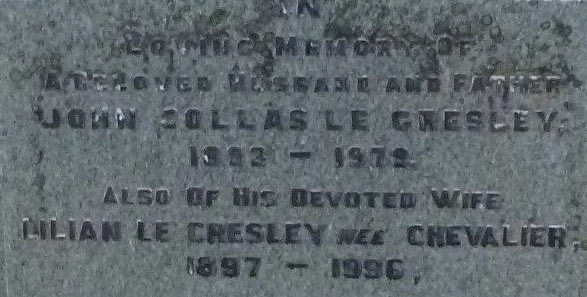 IN
LOVING MEMORY OF
A BELOVED HUSBAND AND FATHER
JOHN COLLAS LE GRESLEY,
1893 – 1979.
ALSO OF HIS DEVOTED WIFE
LILIAN LE GRESLEY NÉE CHEVALIER,
1897 – 1996,